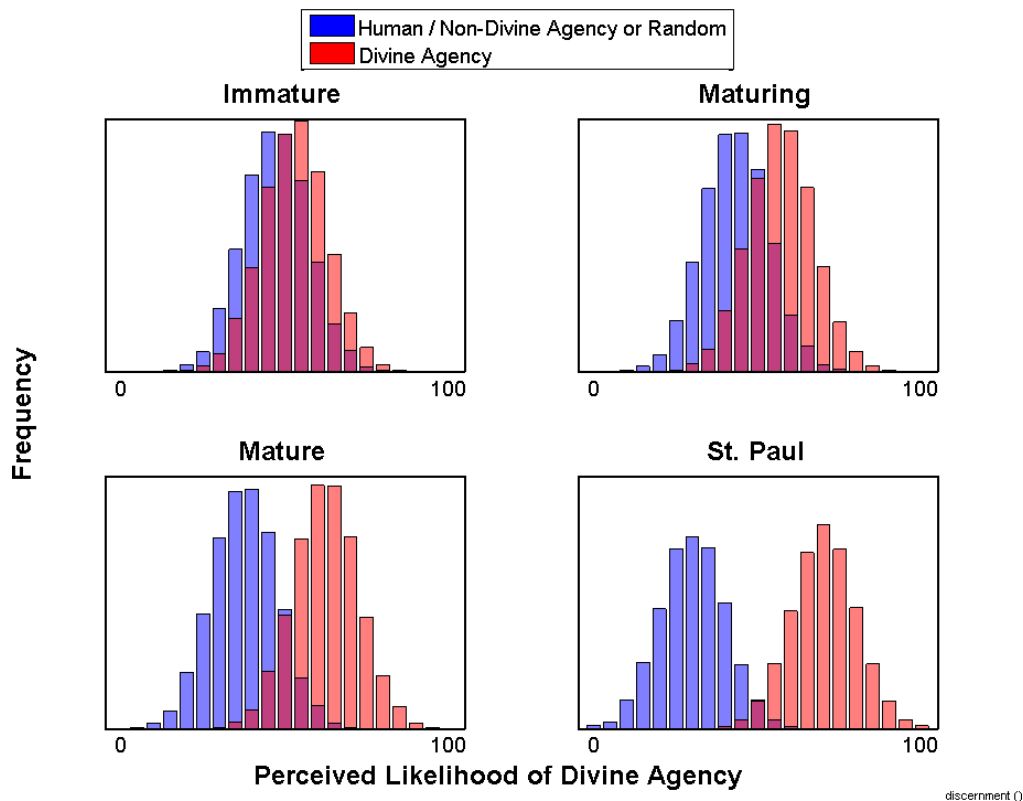 Human / Non-Divine Agency or Random
Divine Agency
Immature
Maturing
0 100
0 100
Frequency
Mature
St. Paul
0 100
0 100
Perceived Likelihood of Divine Agency
discernment ()